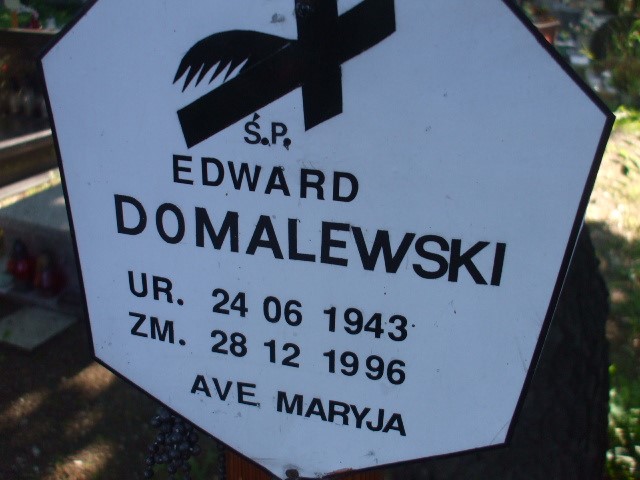 Ś.P.
EDWARD
DOMALEWSKI
UR. 24 06 1943
ZM. 28 12 1996
AVE MARYJA